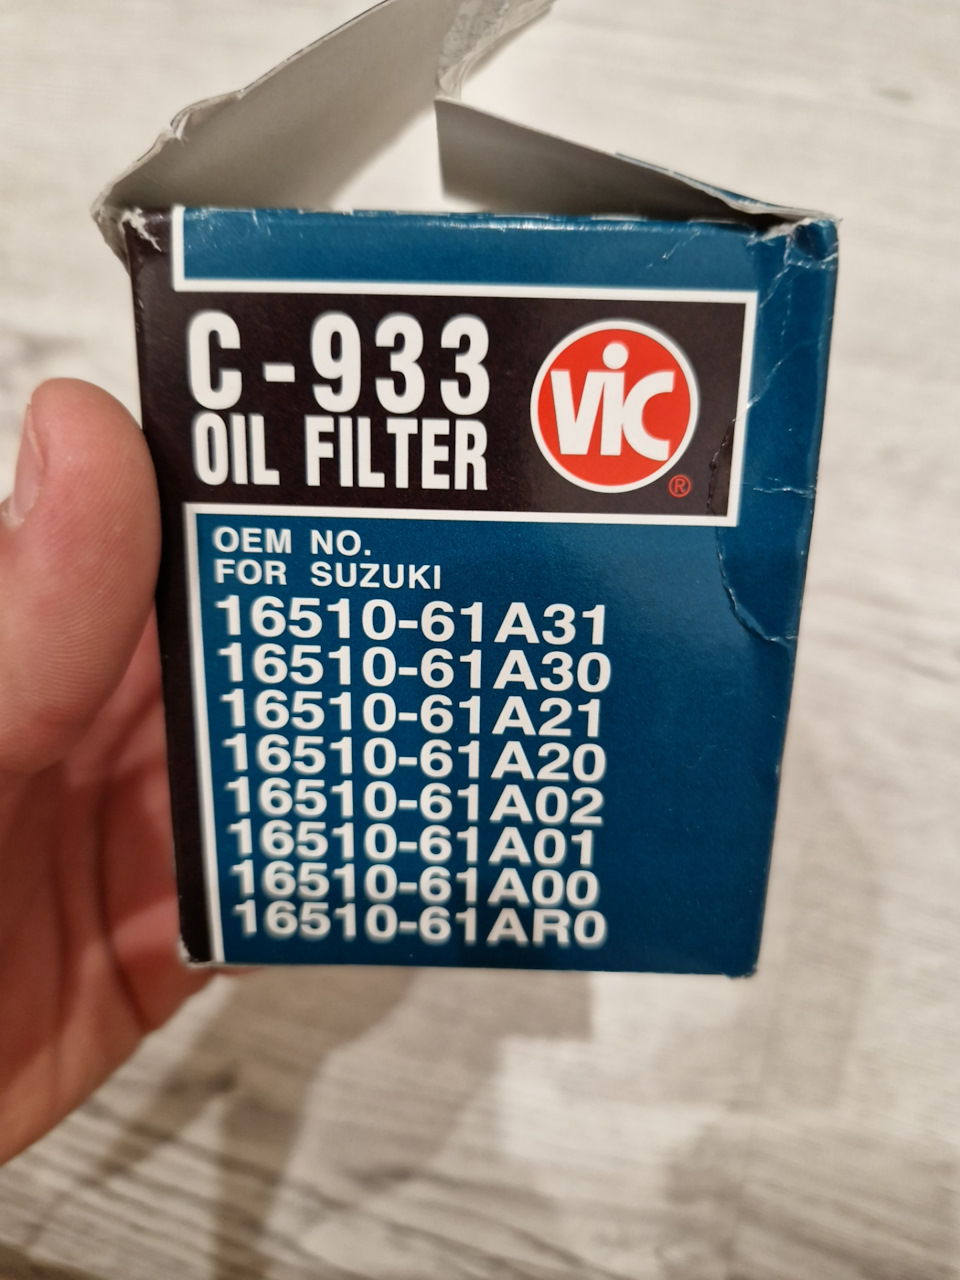 C-933
OIL FILTER
ViC
®
OEM NO.
FOR SUZUKI
16510-61A31
16510-61A30
16510-61A21
16510-61A20
16510-61A02
16510-61A01
16510-61A00
16510-61AR0